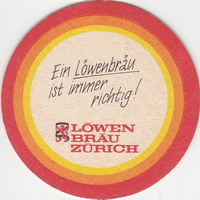 Ein Löwenbräu
ist immer
richtig!
LÖWEN
BRÄU
ZÜRICH